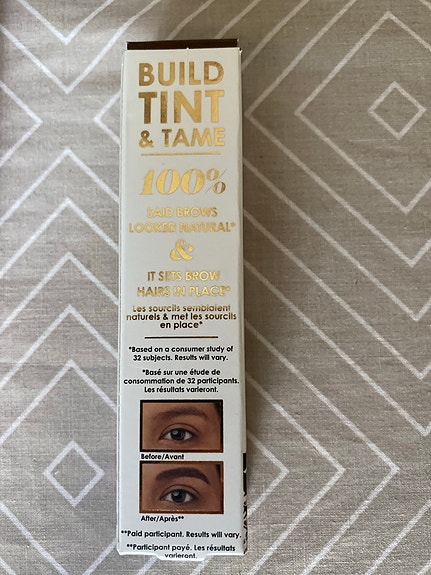 BUILD
TINT
& TAME
100%
SAID BROWS
LOOKED NATURAL*
&
IT SETS BROW
HAIRS IN PLACE*
Les sourcils semblaient
naturels & met les sourcils
en place*
*Based on a consumer study of
32 subjects. Results will vary.
*Basé sur une étude de
consommation de 32 participants.
Les résultats varieront.
Before/Avant
After/Après**
**Paid participant. Results will vary.
**Participant payé. Les résultats
varieront.